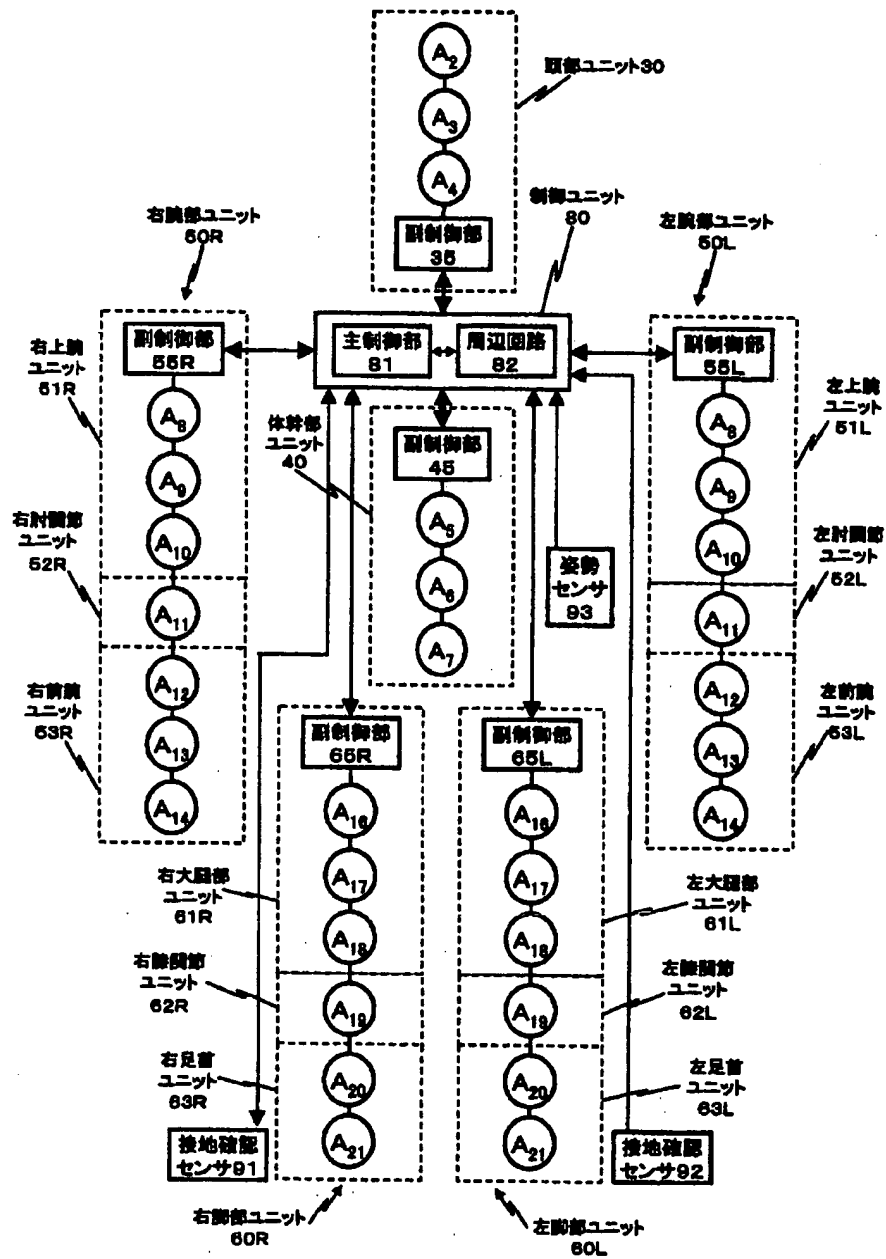 A2
A3
A4
副制御部
35
頭部ユニット30
制御ユニット
80
右腕部ユニット
50R
左腕部ユニット
50L
主制御部
81
周辺回路
82
副制御部
55R
A8
A9
A10
A11
A12
A13
A14
右上腕
ユニット
51R
右肘関節
ユニット
52R
右前腕
ユニット
53R
体幹部
ユニット
40
副制御部
45
A5
A6
A7
姿勢
センサ
93
副制御部
55L
A8
A9
A10
A11
A12
A13
A14
左上腕
ユニット
51L
左肘関節
ユニット
52L
左前腕
ユニット
53L
副制御部
65R
A16
A17
A18
A19
A20
A21
右大腿部
ユニット
61R
右膝関節
ユニット
62R
右足首
ユニット
63R
接地確認
センサ91
右脚部ユニット
60R
副制御部
65L
A16
A17
A18
A19
A20
A21
左大腿部
ユニット
61L
左膝関節
ユニット
62L
左足首
ユニット
63L
接地確認
センサ92
左脚部ユニット
60L